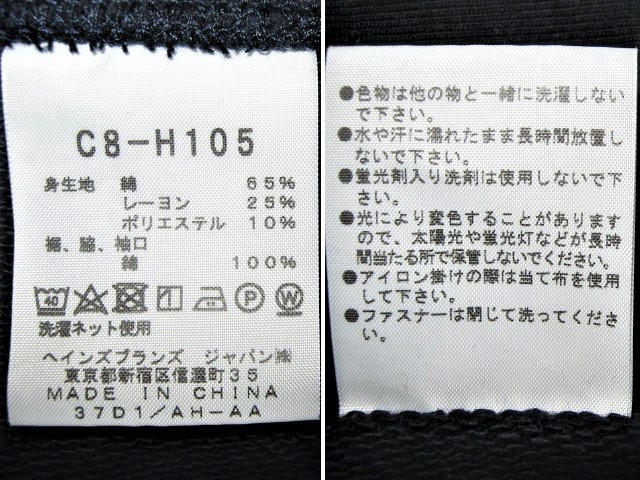 C8-H105
身生地 綿 65%
レーヨン 25%
ポリエステル 10%
裾、脇、袖口
綿 100%
40 P W
洗濯ネット使用
ヘインズブランズ ジャパン㈱
東京都新宿区信濃町35
MADE IN CHINA
37D1/AH-AA
●色物は他の物と一緒に洗濯しない
で下さい。
●水や汗に濡れたまま長時間放置し
ないで下さい。
●蛍光剤入り洗剤は使用しないで下
さい。
●光により変色することがあります
ので、太陽光や蛍光灯などが長時
間当たる所で保管しないでください。
●アイロン掛けの際は当て布を使用
して下さい。
●ファスナーは閉じて洗ってくださ
い。